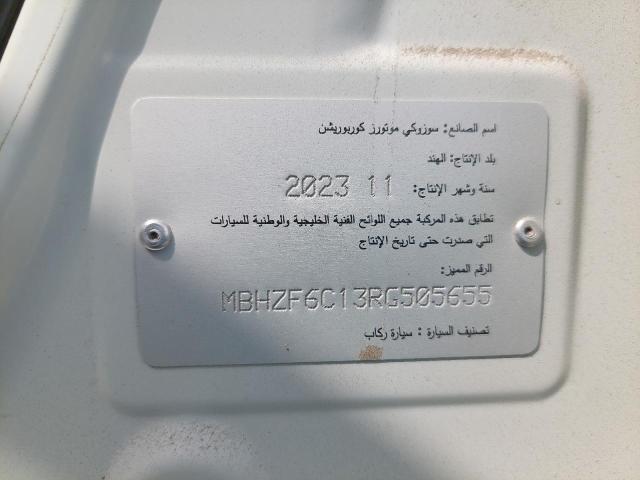 اسم الصانع: سوزوكي موتورز كوربوريشن
بلد الإنتاج: الهند
سنة وشهر الإنتاج: 2023 11
تطابق هذه المركبة جميع اللوائح الفنية الخليجية والوطنية للسيارات
التي صدرت حتى تاريخ الإنتاج
الرقم المميز:
MBHZF6C13RG505655
تصنيف السيارة : سيارة ركاب